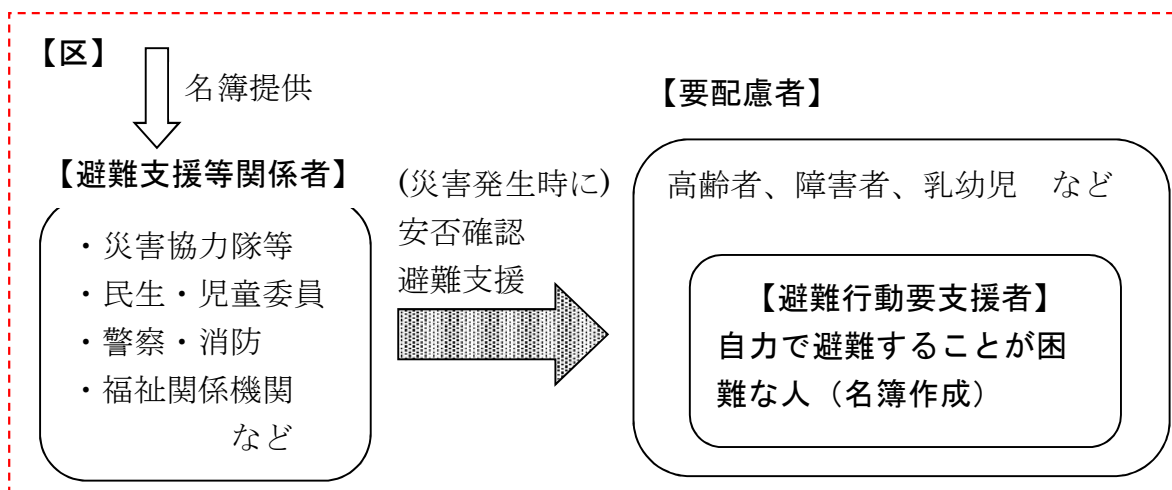 【区】
名簿提供
【避難支援等関係者】
・災害協力隊等
・民生・児童委員
・警察・消防
・福祉関係機関
など
(災害発生時に)
安否確認
避難支援
【要配慮者】
高齢者、障害者、乳幼児　など
【避難行動要支援者】
自力で避難することが困
難な人（名簿作成）